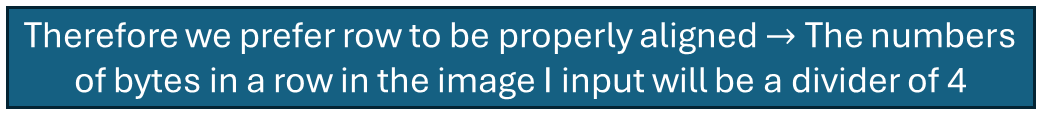 Therefore we prefer row to be properly aligned → The numbers
of bytes in a row in the image I input will be a divider of 4